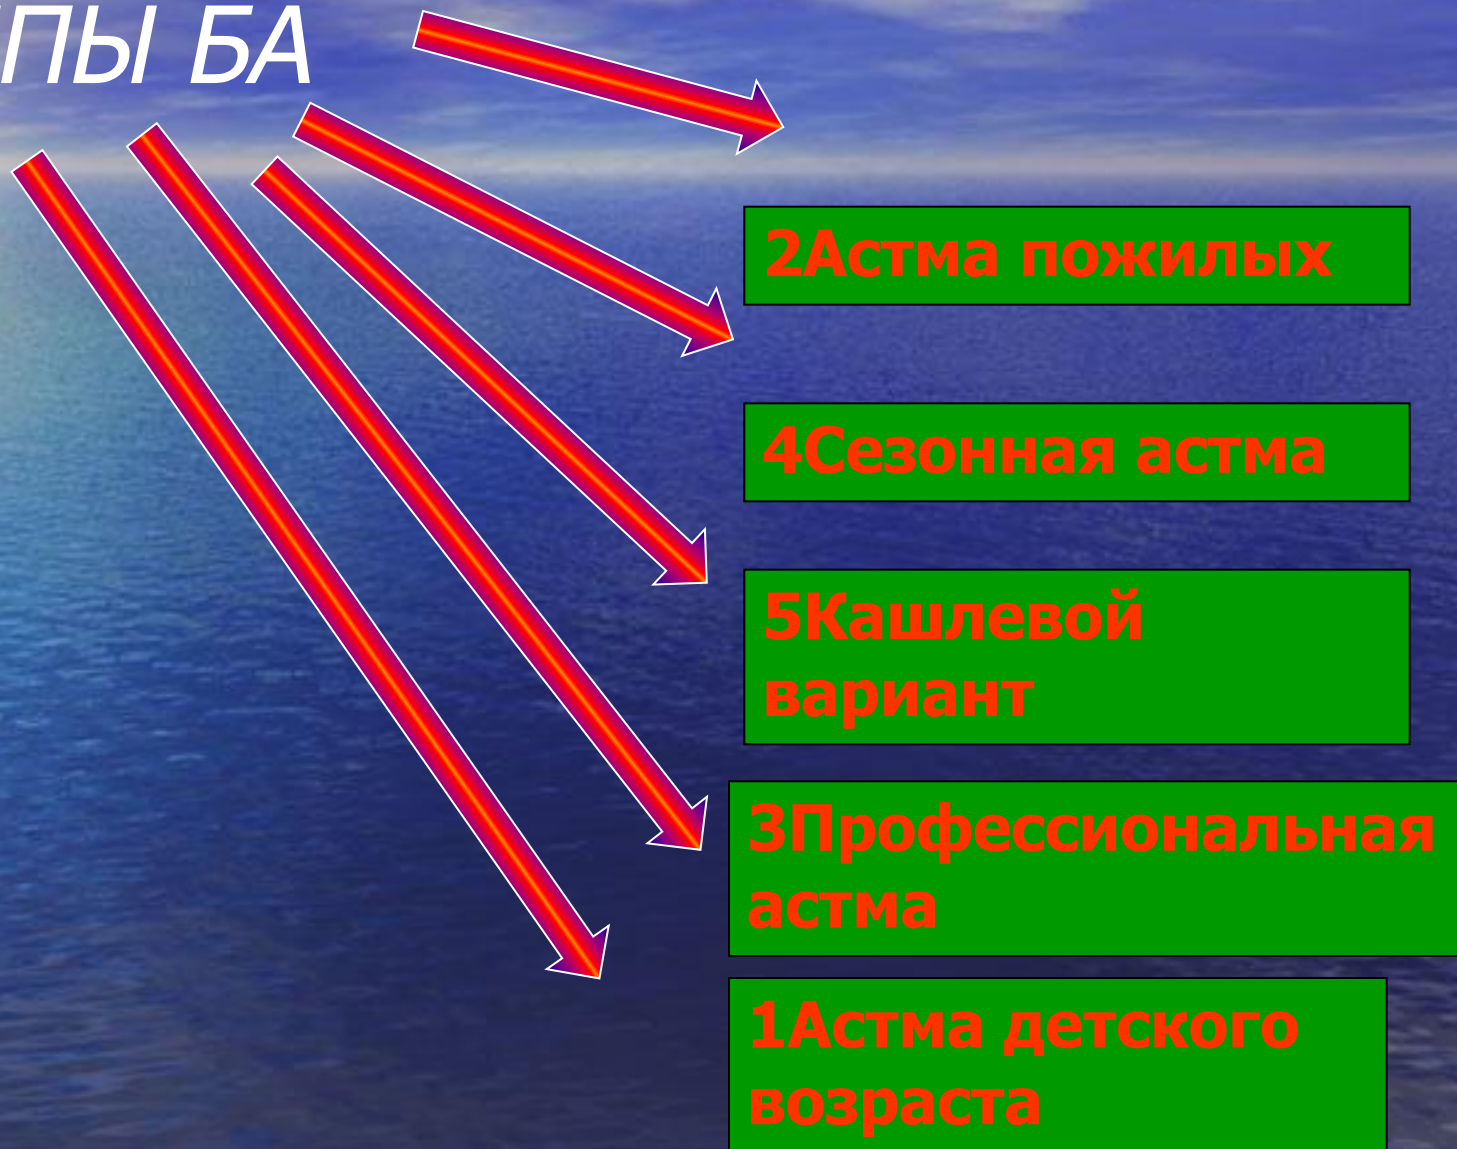 ПЫ БА
2Астма пожилых
4Сезонная астма
5Кашлевой
вариант
3Профессиональная
астма
1Астма детского
возраста